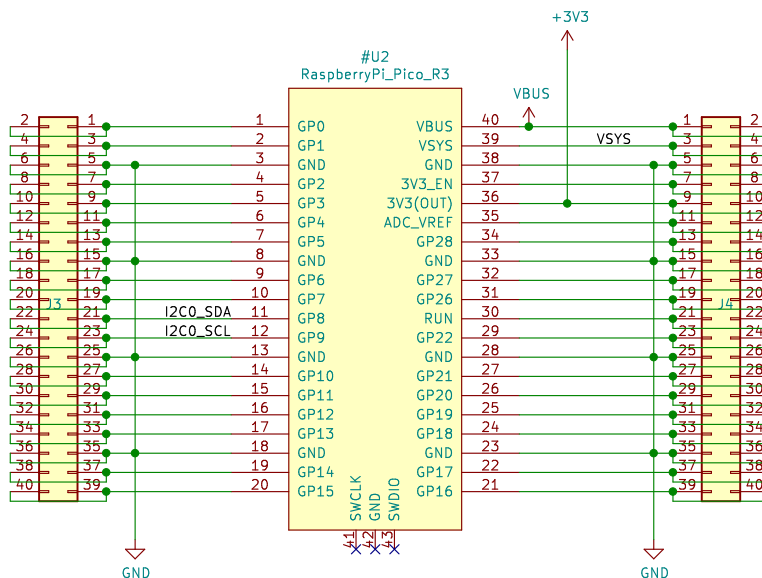 +3V3
#U2
RaspberryPi_Pico_R3
VBUS
2 1 1 GP0 VBUS 40 1 2
4 3 2 GP1 VSYS 39 VSYS 3 4
6 5 3 GND GND 38 5 6
8 7 4 GP2 3V3_EN 37 7 8
10 9 5 GP3 3V3(OUT) 36 9 10
12 11 6 GP4 ADC_VREF 35 11 12
14 13 7 GP5 GP28 34 13 14
16 15 8 GND GND 33 15 16
18 17 9 GP6 GP27 32 17 18
20 19 10 GP7 GP26 31 19 20
J3 J4
22 21 I2C0_SDA 11 GP8 RUN 30 21 22
24 23 I2C0_SCL 12 GP9 GP22 29 23 24
26 25 13 GND GND 28 25 26
28 27 14 GP10 GP21 27 27 28
30 29 15 GP11 GP20 26 29 30
32 31 16 GP12 GP19 25 31 32
34 33 17 GP13 GP18 24 33 34
36 35 18 GND GND 23 35 36
38 37 19 GP14 GP17 22 37 38
40 39 20 GP15 GP16 21 39 40
SWCLK GND SWDIO
41 42 43
GND GND